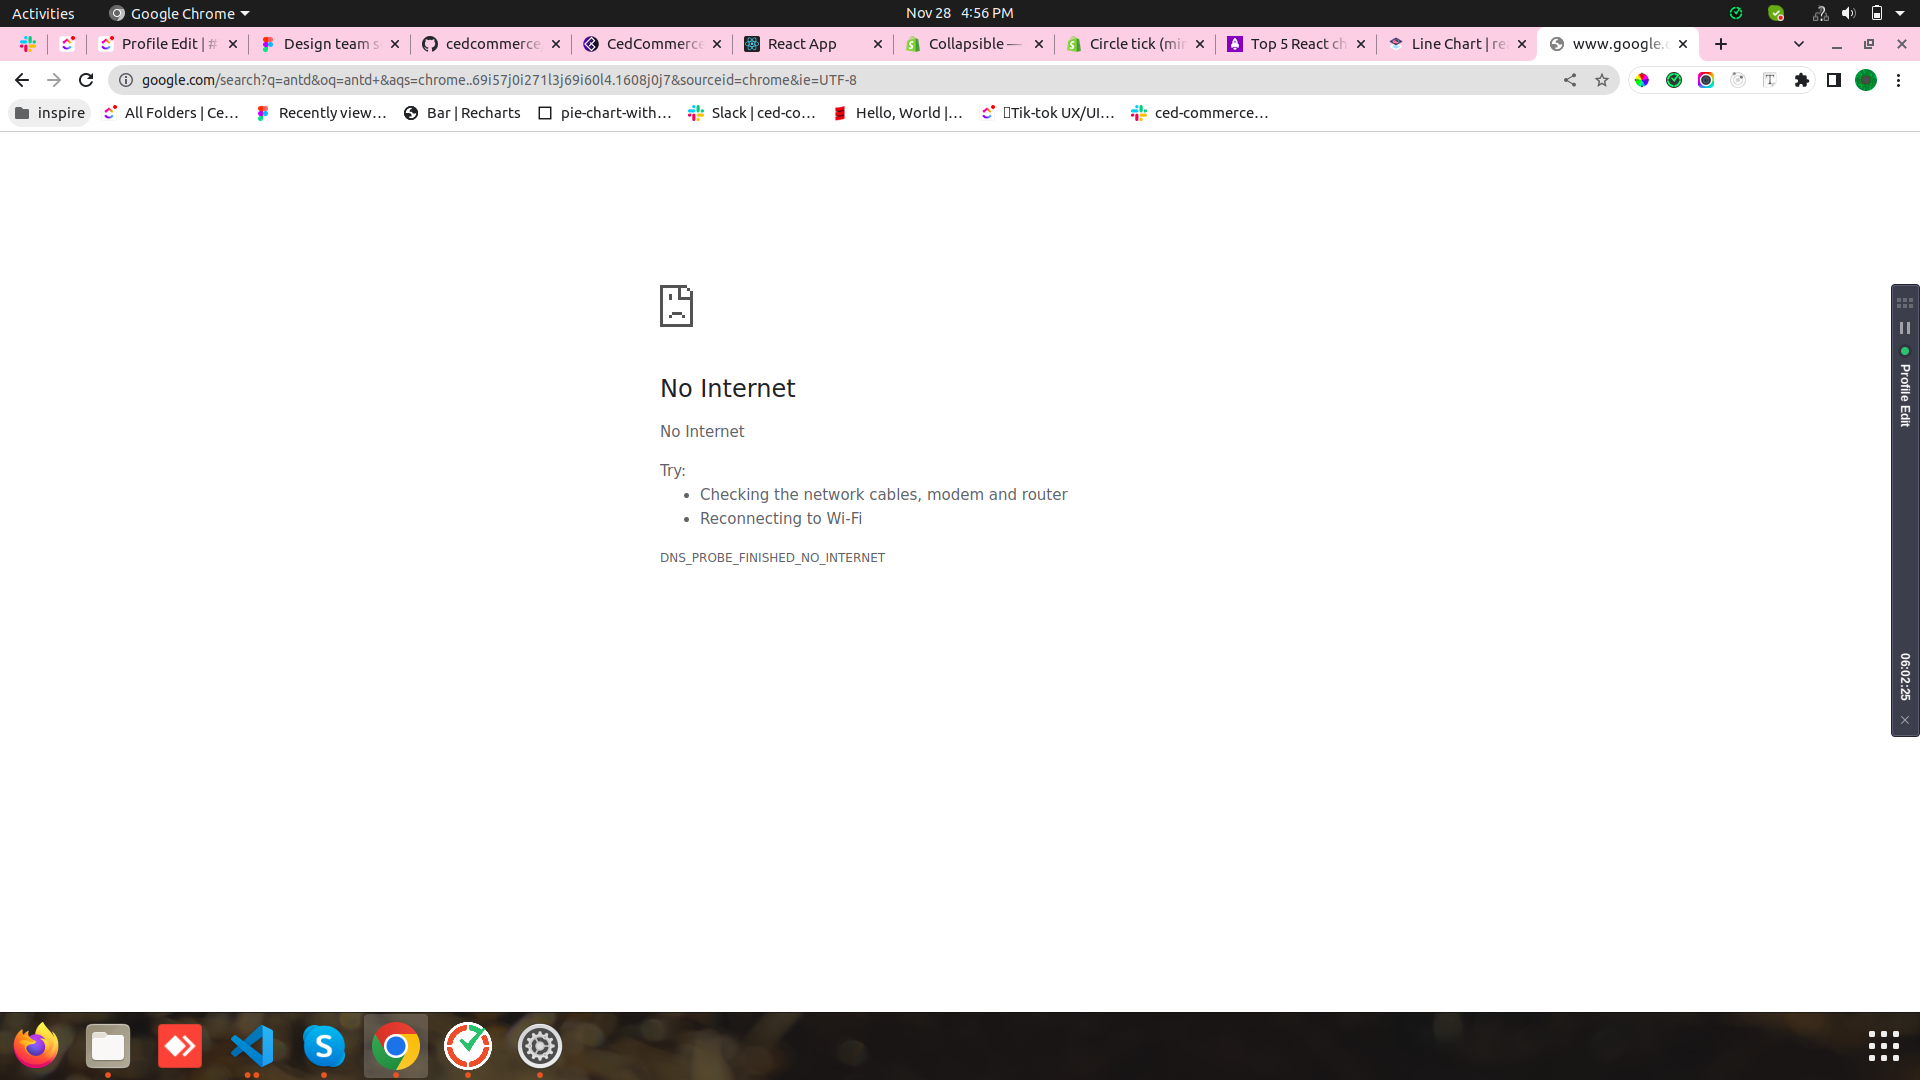 Activities
Google Chrome
Nov 28 4:56 PM
Profile Edit | #
Design team s
cedcommerce,
CedCommerce
React App
Collapsible —
Circle tick (min
Top 5 React ch
Line Chart | re
www.google.c
google.com/search?q=antd&oq=antd+&aqs=chrome..69i57j0i271l3j69i60l4.1608j0j7&sourceid=chrome&ie=UTF-8
inspire
All Folders | Ce...
Recently view...
Bar | Recharts
pie-chart-with...
Slack | ced-co...
Hello, World |...
Tik-tok UX/UI...
ced-commerce...
No Internet
No Internet
Try:
• Checking the network cables, modem and router
• Reconnecting to Wi-Fi
DNS_PROBE_FINISHED_NO_INTERNET
Profile Edit
06:02:25